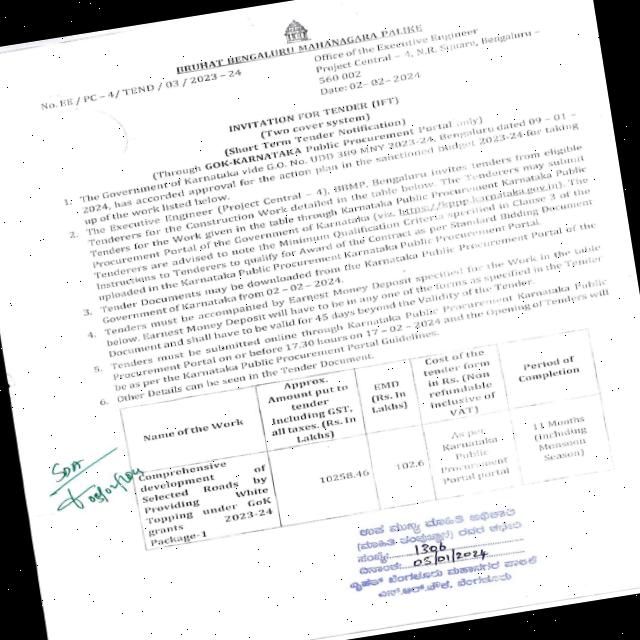 BRUHAT BENGALURU MAHANAGARA PALIKE
No. EE / PC – 4/ TEND / 03 / 2023 – 24
Office of the Executive Engineer
Project Central – 4, N.R. Square, Bengaluru –
560 002
Date: 02- 02 -2024
INVITATION FOR TENDER (IFT)
(Two cover system)
(Short Term Tender Notification)
(Through GOK-KARNATAKA Public Procurement Portal only)
1. The Government of Karnataka vide G.O. No. UDD 389 MNY 2023-24, Bengaluru dated 09 – 01 –
2024, has accorded approval for the action plan in the sanctioned budget 2023-24 for taking
up of the work listed below.
2. The Executive Engineer (Project Central – 4), BBMP, Bengaluru invites tenders from eligible
Tenderers for the Construction Work detailed in the table below. The Tenderers may submit
Tenders for the Work given in the table through Karnataka Public Procurement Karnataka Public
Procurement Portal of the Government of Karnataka (viz. https://kppp.karnataka.gov.in). The
Tenderers are advised to note the Minimum Qualification Criteria specified in Clause 3 of the
Instructions to Tenderers to qualify for Award of the Contract as per Standard Bidding Document
uploaded in the Karnataka Public Procurement Karnataka Public Procurement Portal.
3. Tender Documents may be downloaded from the Karnataka Public Procurement Portal of the
Government of Karnataka from 02 – 02 – 2024.
4. Tenders must be accompanied by Earnest Money Deposit specified for the Work in the table
below. Earnest Money Deposit will have to be in any one of the forms as specified in the Tender
Document and shall have to be valid for 45 days beyond the Validity of the Tender.
5. Tenders must be submitted online through Karnataka Public Procurement Karnataka Public
Procurement Portal on or before 17.30 hours on 17 – 02 – 2024 and the Opening of Tenders will
be as per the Karnataka Public Procurement Portal Guidelines.
6. Other Details can be seen in the Tender Document.
Name of the Work
Approx.
Amount put to
tender
Including GST,
all taxes. (Rs. In
Lakhs)
EMD
(Rs. In
Lakhs)
Cost of the
tender form
in Rs. (Non
refundable
inclusive of
VAT)
Period of
Completion
Comprehensive
development of
Selected Roads by
Providing White
Topping under GoK
grants 2023-24
Package-1
10258.46
102.6
As per
Karnataka
Public
Procurement
Portal portal
11 Months
(Including
Monsoon
Season)
ಉಪ ಮುಖ್ಯ ಮಾಹಿತಿ ಅಧಿಕಾರಿ
(ಮಾಹಿತಿ ತಂತ್ರಜ್ಞಾನ) ರವರ ಕಛೇರಿ
ಸಂಖ್ಯೆ:....1306
ದಿನಾಂಕ:...05/01/2024
ಬೃಹತ್ ಬೆಂಗಳೂರು ಮಹಾನಗರ ಪಾಲಿಕೆ
ಎನ್.ಆರ್.ಚೌಕ, ಬೆಂಗಳೂರು